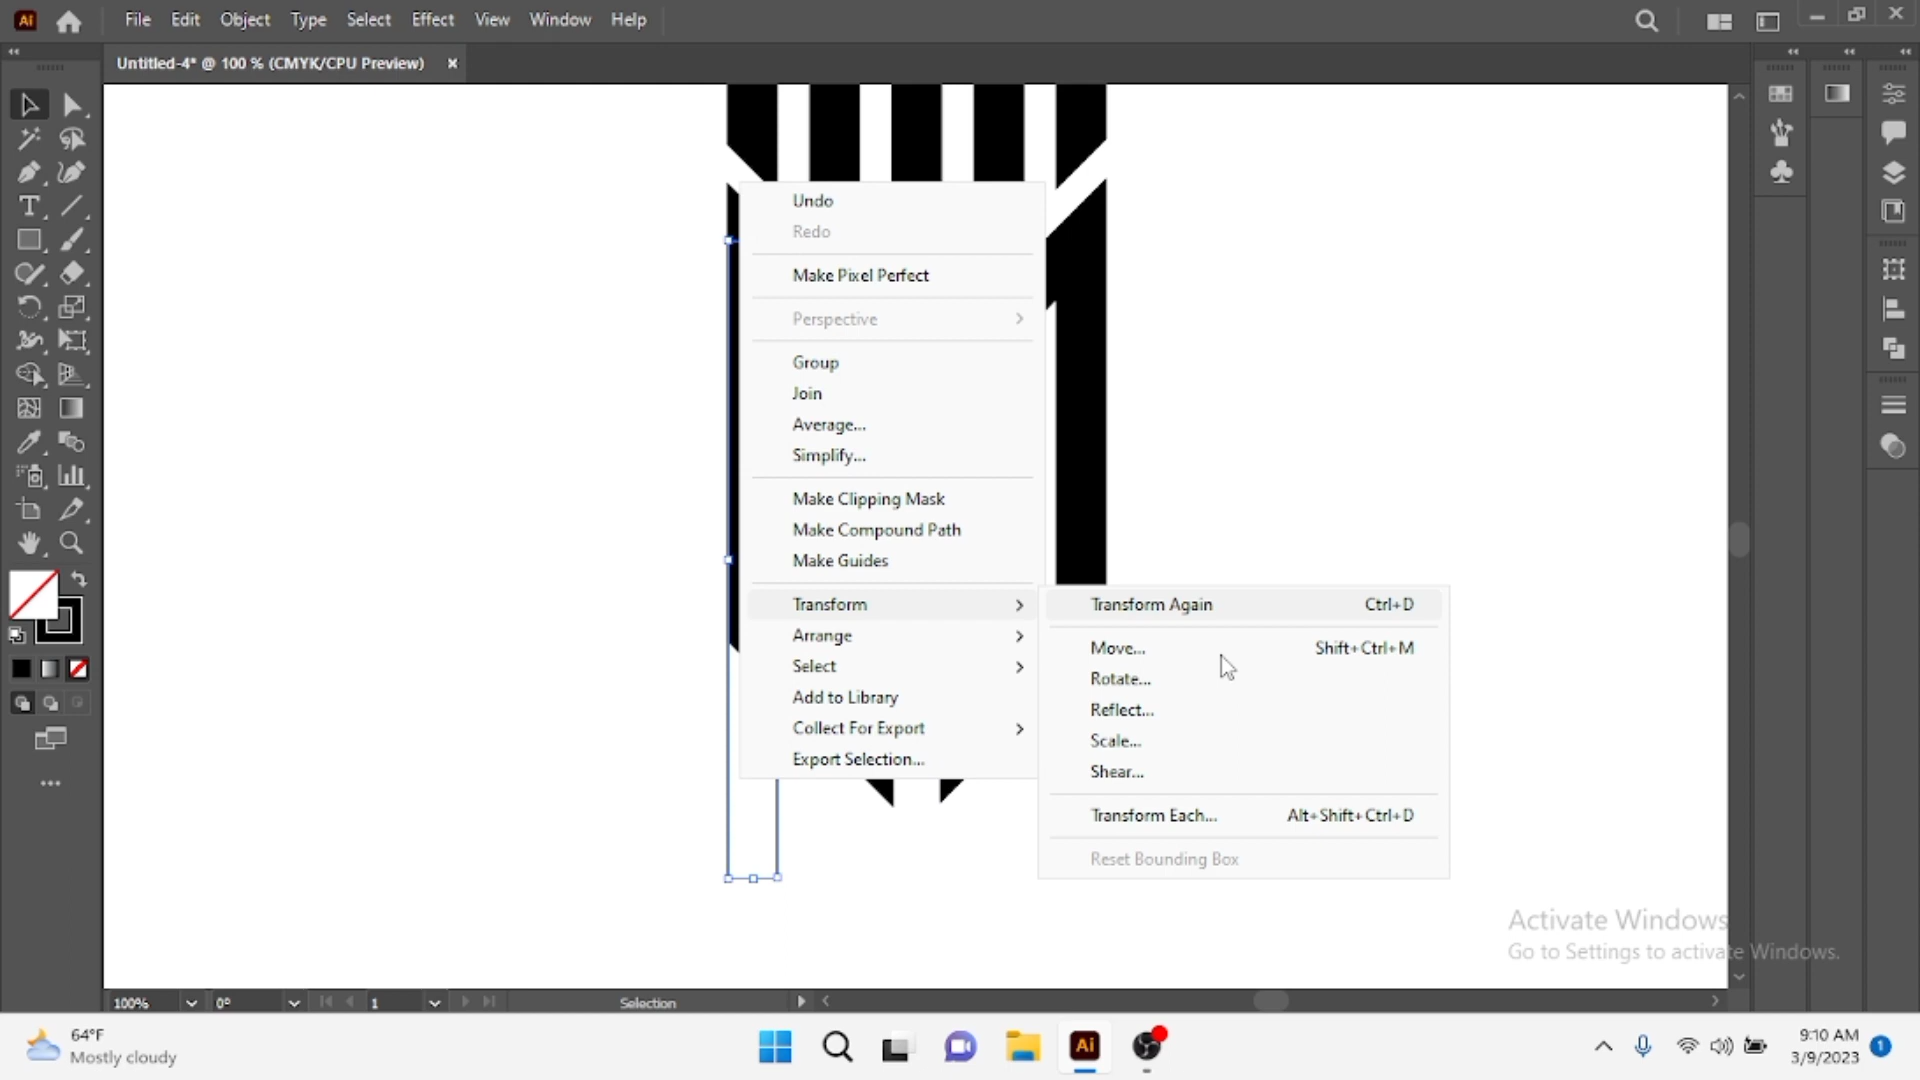 Ai File Edit Object Type Select Effect View Window Help
Untitled-4* @ 100 % (CMYK/CPU Preview)
Undo
Redo
Make Pixel Perfect
Perspective
Group
Join
Average...
Simplify...
Make Clipping Mask
Make Compound Path
Make Guides
Transform
Arrange
Select
Add to Library
Collect For Export
Export Selection...
Transform Again Ctrl+D
Move... Shift+Ctrl+M
Rotate...
Reflect...
Scale...
Shear...
Transform Each... Alt+Shift+Ctrl+D
Reset Bounding Box
Activate Windows
Go to Settings to activate Windows.
100% 0° 1 Selection
64°F
Mostly cloudy
Ai
9:10 AM
3/9/2023
1